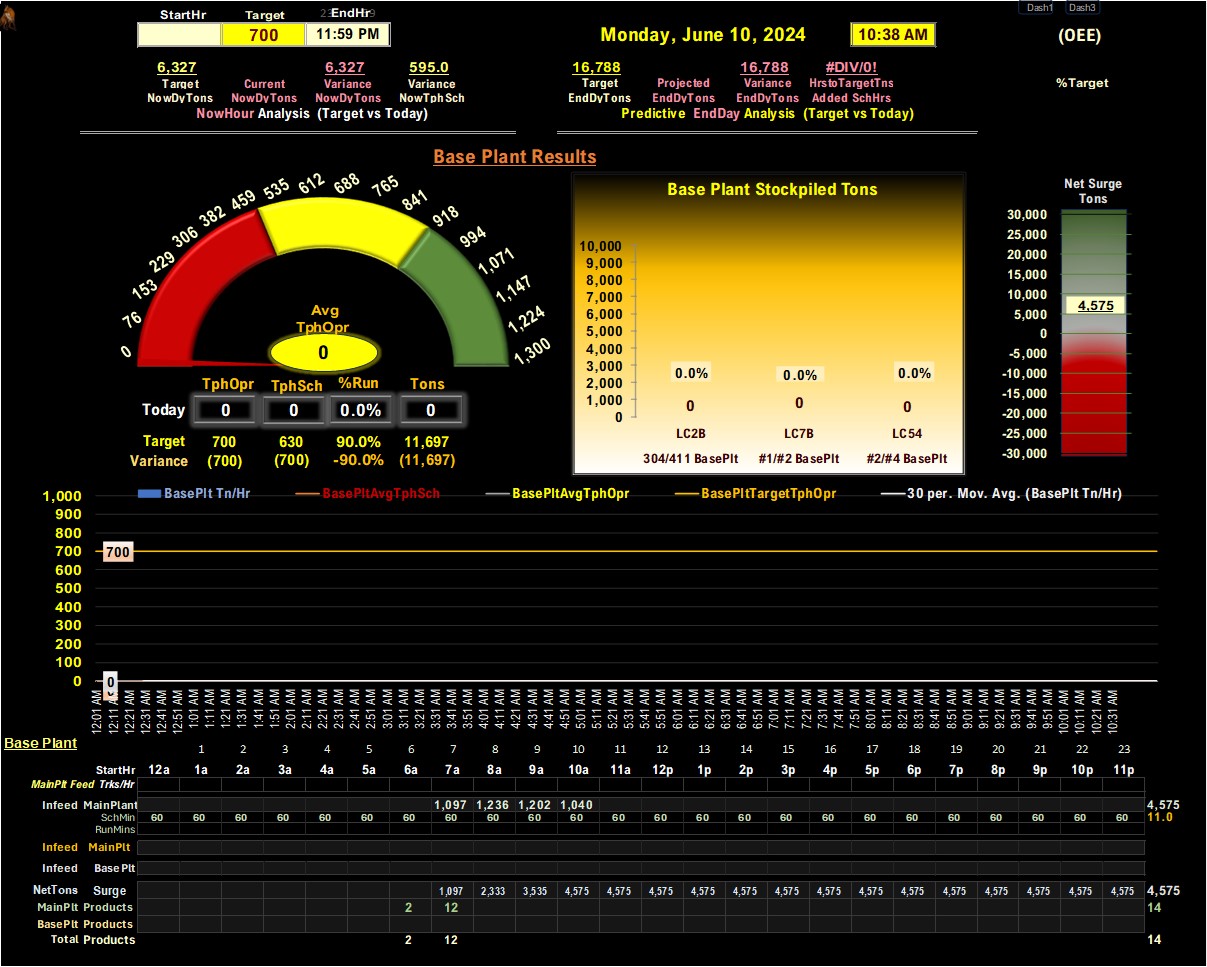 StartHr Target EndHr Dash1 Dash3
700 11:59 PM Monday, June 10, 2024 10:38 AM (OEE)
6,327 6,327 595.0 16,788 16,788 #DIV/0!
Target Current Variance Variance Target Projected Variance HrstoTargetTns %Target
NowDyTons NowDyTons NowDyTons NowTphSch EndDyTons EndDyTons EndDyTons Added SchHrs
NowHour Analysis (Target vs Today) Predictive EndDay Analysis (Target vs Today)
Base Plant Results
0 76 153 229 306 382 459 535 612 688 765 841 918 994 1,071 1,147 1,224 1,300
Avg
TphOpr
0
TphOpr TphSch %Run Tons
Today 0 0 0.0% 0
Target 700 630 90.0% 11,697
Variance (700) (700) -90.0% (11,697)
Base Plant Stockpiled Tons
10,000
9,000
8,000
7,000
6,000
5,000
4,000
3,000
2,000
1,000
0
0.0% 0.0% 0.0%
0 0 0
LC2B LC7B LC54
304/411 BasePlt #1/#2 BasePlt #2/#4 BasePlt
Net Surge
Tons
30,000
25,000
20,000
15,000
10,000
4,575
5,000
0
-5,000
-10,000
-15,000
-20,000
-25,000
-30,000
BasePlt Tn/Hr BasePltAvgTphSch BasePltAvgTphOpr BasePltTargetTphOpr 30 per. Mov. Avg. (BasePlt Tn/Hr)
1,000
900
800
700 700
600
500
400
300
200
100
0 0
12:01 AM 12:11 AM 12:21 AM 12:31 AM 12:41 AM 12:51 AM 1:01 AM 1:11 AM 1:21 AM 1:31 AM 1:41 AM 1:51 AM 2:01 AM 2:11 AM 2:21 AM 2:22 AM 2:31 AM 2:41 AM 2:51 AM 3:01 AM 3:11 AM 3:21 AM 3:31 AM 3:41 AM 3:51 AM 4:01 AM 4:11 AM 4:21 AM 4:31 AM 4:41 AM 4:51 AM 5:01 AM 5:11 AM 5:21 AM 5:31 AM 5:41 AM 5:51 AM 6:01 AM 6:11 AM 6:21 AM 6:31 AM 6:41 AM 6:51 AM 7:01 AM 7:11 AM 7:21 AM 7:31 AM 7:41 AM 7:51 AM 8:01 AM 8:11 AM 8:21 AM 8:31 AM 8:41 AM 8:51 AM 9:01 AM 9:11 AM 9:21 AM 9:31 AM 9:41 AM 9:55 AM 10:01 AM 10:11 AM 10:21 AM 10:31 AM
Base Plant 1 2 3 4 5 6 7 8 9 10 11 12 13 14 15 16 17 18 19 20 21 22 23
StartHr 12a 1a 2a 3a 4a 5a 6a 7a 8a 9a 10a 11a 12p 1p 2p 3p 4p 5p 6p 7p 8p 9p 10p 11p
MainPlt Feed Trks/Hr
Infeed MainPlant 1,097 1,236 1,202 1,040 4,575
SchMin 60 60 60 60 60 60 60 60 60 60 60 60 60 60 60 60 60 60 60 60 60 60 60 60 11.0
RunMins
Infeed MainPlt
Infeed BasePlt
NetTons Surge 1,097 2,333 3,535 4,575 4,575 4,575 4,575 4,575 4,575 4,575 4,575 4,575 4,575 4,575 4,575 4,575 4,575 4,575
MainPlt Products 2 12 14
BasePlt Products
Total Products 2 12 14